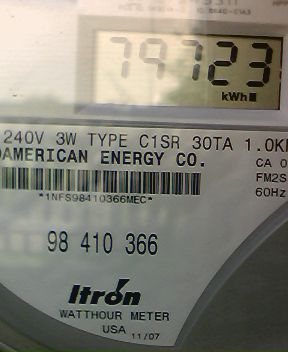 79723
kWh
240V 3W TYPE C1SR 30TA 1.0K
AMERICAN ENERGY CO.
CA 0
FM2S
60Hz
*1NFS98410366MEC*
98 410 366
Itron
WATTHOUR METER
USA 11/07